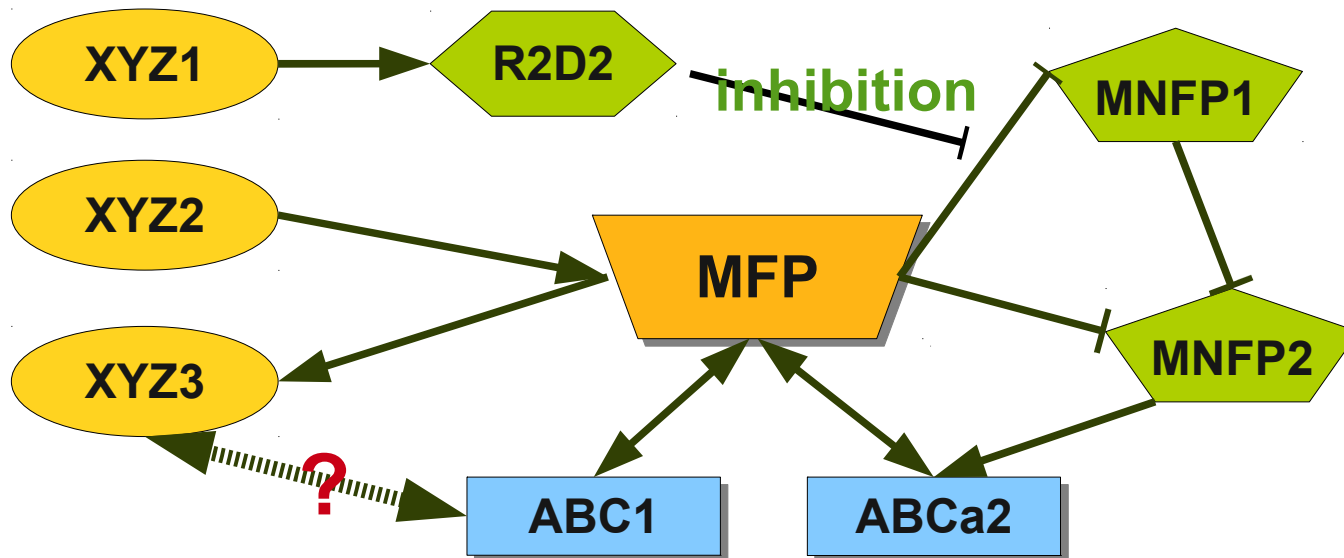 XYZ1
R2D2
inhibition
MNFP1
XYZ2
MFP
XYZ3
MNFP2
?
ABC1
ABCa2